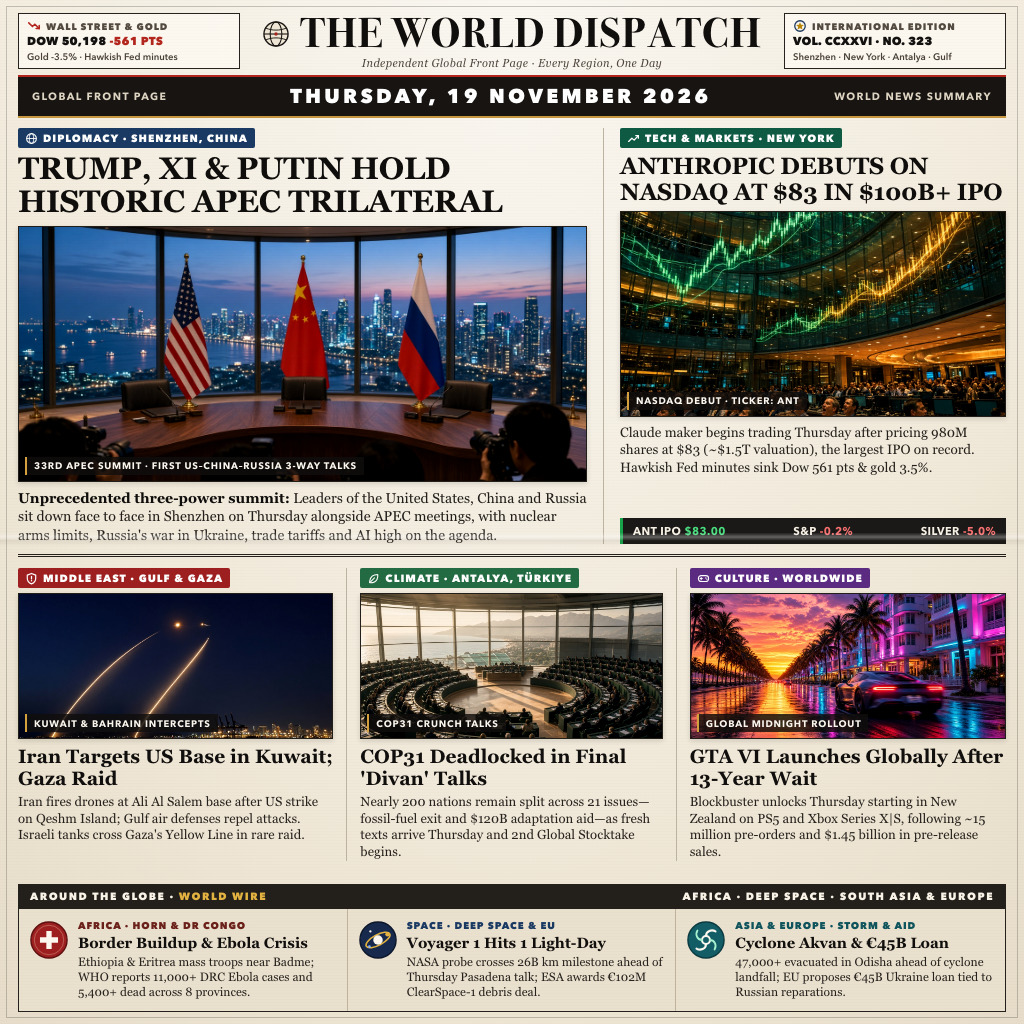 WALL STREET & GOLD
DOW 50,198 -561 PTS
Gold -3.5% · Hawkish Fed minutes
THE WORLD DISPATCH
Independent Global Front Page · Every Region, One Day
INTERNATIONAL EDITION
VOL. CCXXVI · NO. 323
Shenzhen · New York · Antalya · Gulf
GLOBAL FRONT PAGE
THURSDAY, 19 NOVEMBER 2026
WORLD NEWS SUMMARY
DIPLOMACY · SHENZHEN, CHINA
TRUMP, XI & PUTIN HOLD
HISTORIC APEC TRILATERAL
33RD APEC SUMMIT · FIRST US-CHINA-RUSSIA 3-WAY TALKS
Unprecedented three-power summit: Leaders of the United States, China and Russia
sit down face to face in Shenzhen on Thursday alongside APEC meetings, with nuclear
arms limits, Russia's war in Ukraine, trade tariffs and AI high on the agenda.
TECH & MARKETS · NEW YORK
ANTHROPIC DEBUTS ON
NASDAQ AT $83 IN $100B+ IPO
NASDAQ DEBUT · TICKER: ANT
Claude maker begins trading Thursday after pricing 980M
shares at $83 (~$1.5T valuation), the largest IPO on record.
Hawkish Fed minutes sink Dow 561 pts & gold 3.5%.
ANT IPO $83.00
S&P -0.2%
SILVER -5.0%
MIDDLE EAST · GULF & GAZA
KUWAIT & BAHRAIN INTERCEPTS
Iran Targets US Base in Kuwait;
Gaza Raid
Iran fires drones at Ali Al Salem base after US strike
on Qeshm Island; Gulf air defenses repel attacks.
Israeli tanks cross Gaza's Yellow Line in rare raid.
CLIMATE · ANTALYA, TÜRKIYE
COP31 CRUNCH TALKS
COP31 Deadlocked in Final
'Divan' Talks
Nearly 200 nations remain split across 21 issues—
fossil-fuel exit and $120B adaptation aid—as fresh
texts arrive Thursday and 2nd Global Stocktake
begins.
CULTURE · WORLDWIDE
GLOBAL MIDNIGHT ROLLOUT
GTA VI Launches Globally After
13-Year Wait
Blockbuster unlocks Thursday starting in New
Zealand on PS5 and Xbox Series X|S, following ~15
million pre-orders and $1.45 billion in pre-release
sales.
AROUND THE GLOBE · WORLD WIRE
AFRICA · DEEP SPACE · SOUTH ASIA & EUROPE
AFRICA · HORN & DR CONGO
Border Buildup & Ebola Crisis
Ethiopia & Eritrea mass troops near Badme;
WHO reports 11,000+ DRC Ebola cases and
5,400+ dead across 8 provinces.
SPACE · DEEP SPACE & EU
Voyager 1 Hits 1 Light-Day
NASA probe crosses 26B km milestone ahead of
Thursday Pasadena talk; ESA awards €102M
ClearSpace-1 debris deal.
ASIA & EUROPE · STORM & AID
Cyclone Akvan & €45B Loan
47,000+ evacuated in Odisha ahead of cyclone
landfall; EU proposes €45B Ukraine loan tied to
Russian reparations.